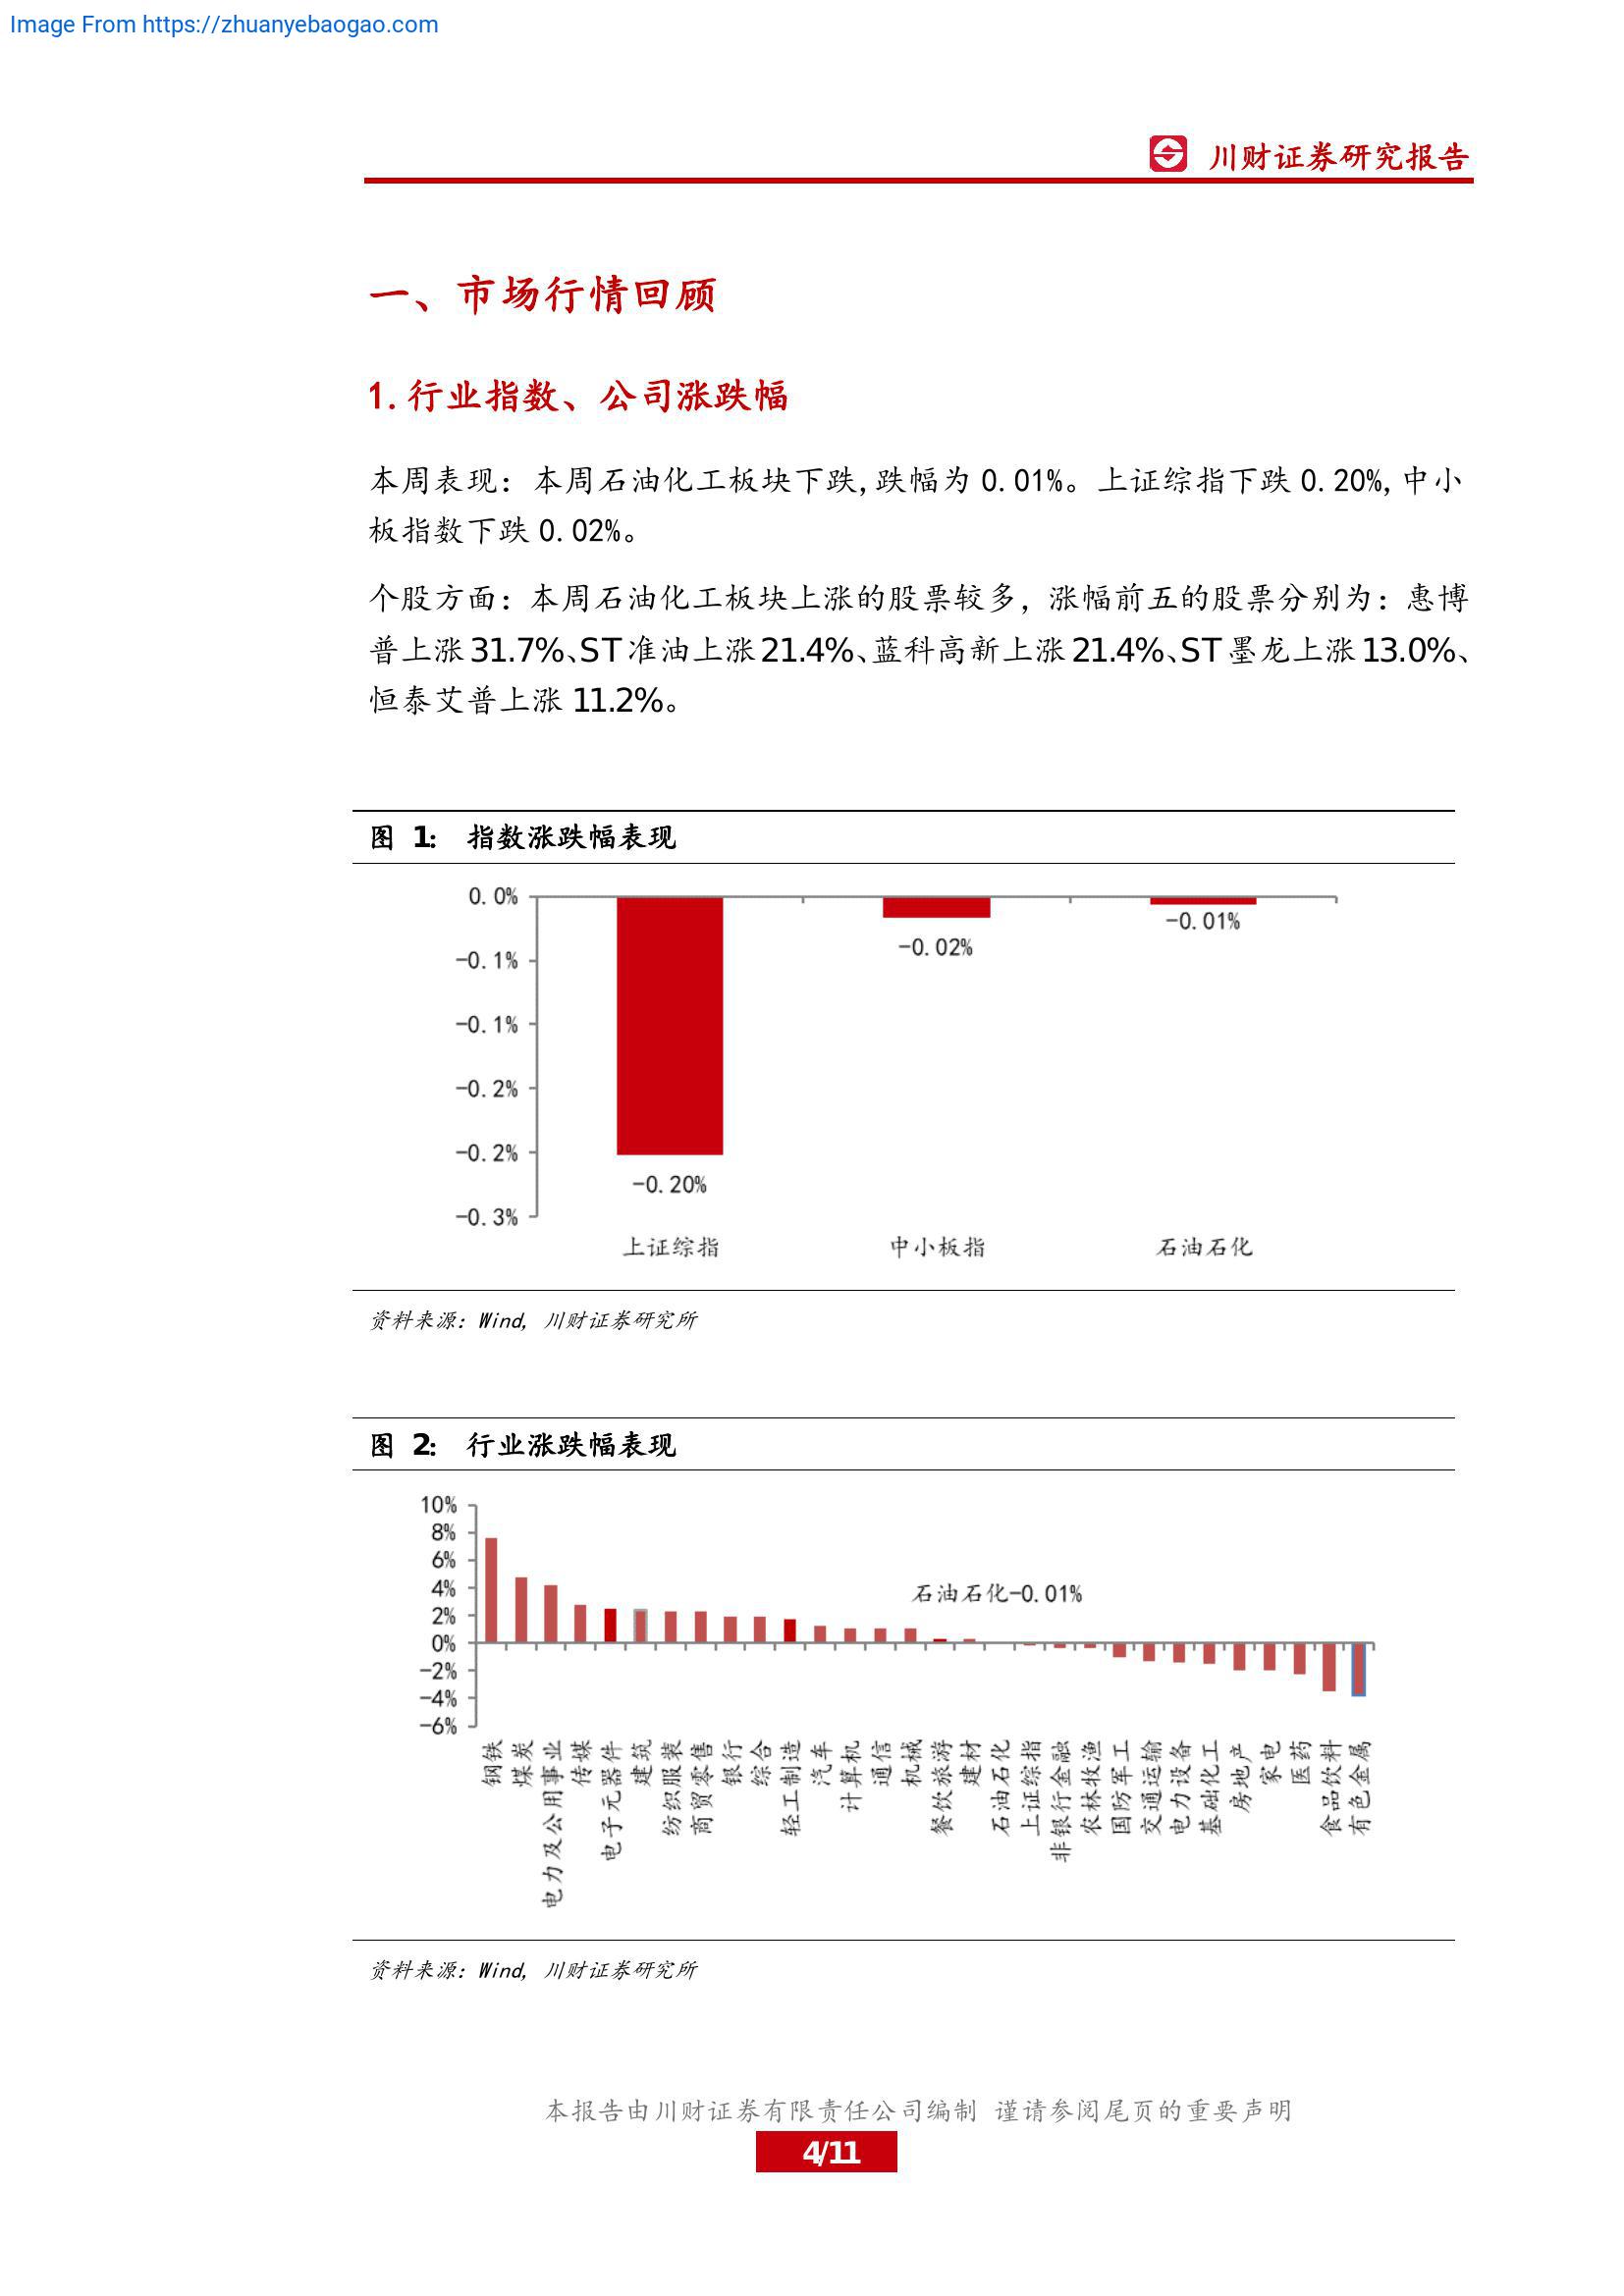 Image From https://zhuanyebaogao.com
川财证券研究报告
一、市场行情回顾
1.行业指数、公司涨跌幅
本周表现：本周石油化工板块下跌,跌幅为 0.01%。上证综指下跌 0.20%,中小
板指数下跌 0.02%。
个股方面：本周石油化工板块上涨的股票较多，涨幅前五的股票分别为：惠博
普上涨 31.7%、ST 准油上涨 21.4%、蓝科高新上涨 21.4%、ST 墨龙上涨 13.0%、
恒泰艾普上涨 11.2%。
图 1： 指数涨跌幅表现
0.0%
-0.1%
-0.1%
-0.2%
-0.2%
-0.3%
-0.20%
-0.02%
-0.01%
上证综指
中小板指
石油石化
资料来源：Wind, 川财证券研究所
图 2： 行业涨跌幅表现
10%
8%
6%
4%
2%
0%
-2%
-4%
-6%
石油石化-0.01%
钢铁
煤炭
电力及公用事业
传媒
电子元器件
建筑
纺织服装
商贸零售
银行
综合
轻工制造
汽车
计算机
通信
机械
餐饮旅游
建材
石油石化
上证综指
非银行金融
农林牧渔
国防军工
交通运输
电力设备
基础化工
房地产
家电
医药
食品饮料
有色金属
资料来源：Wind, 川财证券研究所
本报告由川财证券有限责任公司编制 谨请参阅尾页的重要声明
4/11